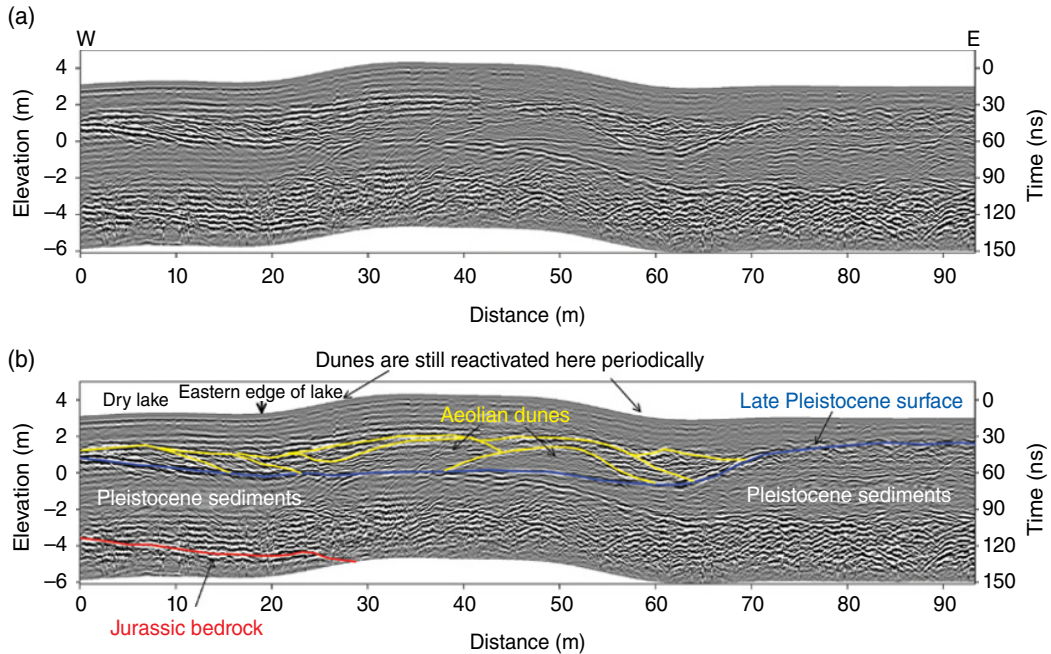 (a)
W E
4
2
0
−2
−4
−6
Elevation (m)
0
30
60
90
120
150
Time (ns)
0 10 20 30 40 50 60 70 80 90
Distance (m)
(b)
Dunes are still reactivated here periodically
Dry lake
Eastern edge of lake
Aeolian dunes
Late Pleistocene surface
Pleistocene sediments
Pleistocene sediments
4
2
0
−2
−4
−6
Elevation (m)
0
30
60
90
120
150
Time (ns)
0 10 20 30 40 50 60 70 80 90
Jurassic bedrock
Distance (m)